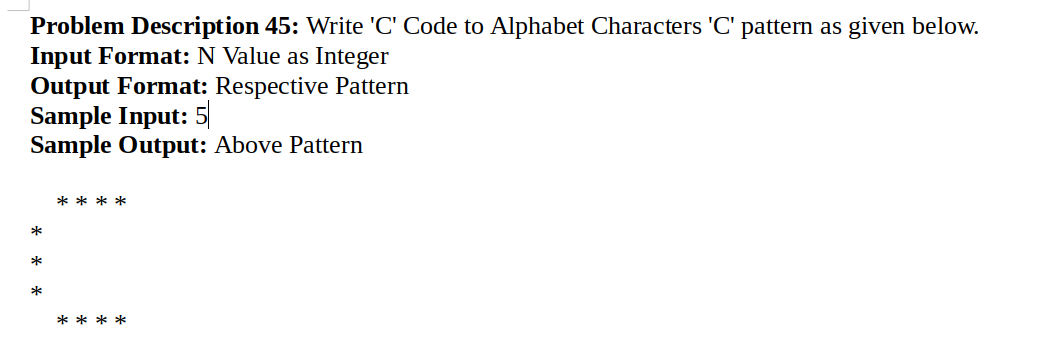 Problem Description 45: Write 'C' Code to Alphabet Characters 'C' pattern as given below.
Input Format: N Value as Integer
Output Format: Respective Pattern
Sample Input: 5
Sample Output: Above Pattern
* * * *
*
*
*
* * * *